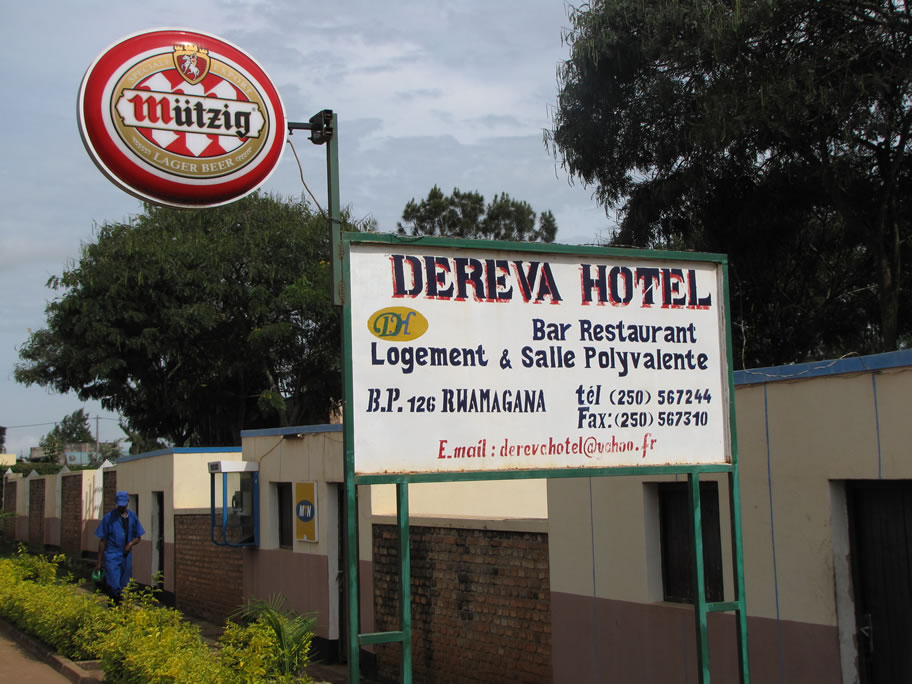 Mützig
LAGER BEER
DEREVA HOTEL
DH
Bar Restaurant
Logement & Salle Polyvalente
B.P. 126 RWAMAGANA
tél (250) 567244
Fax:(250) 567310
E.mail : derevahotel@yahoo.fr
MTN